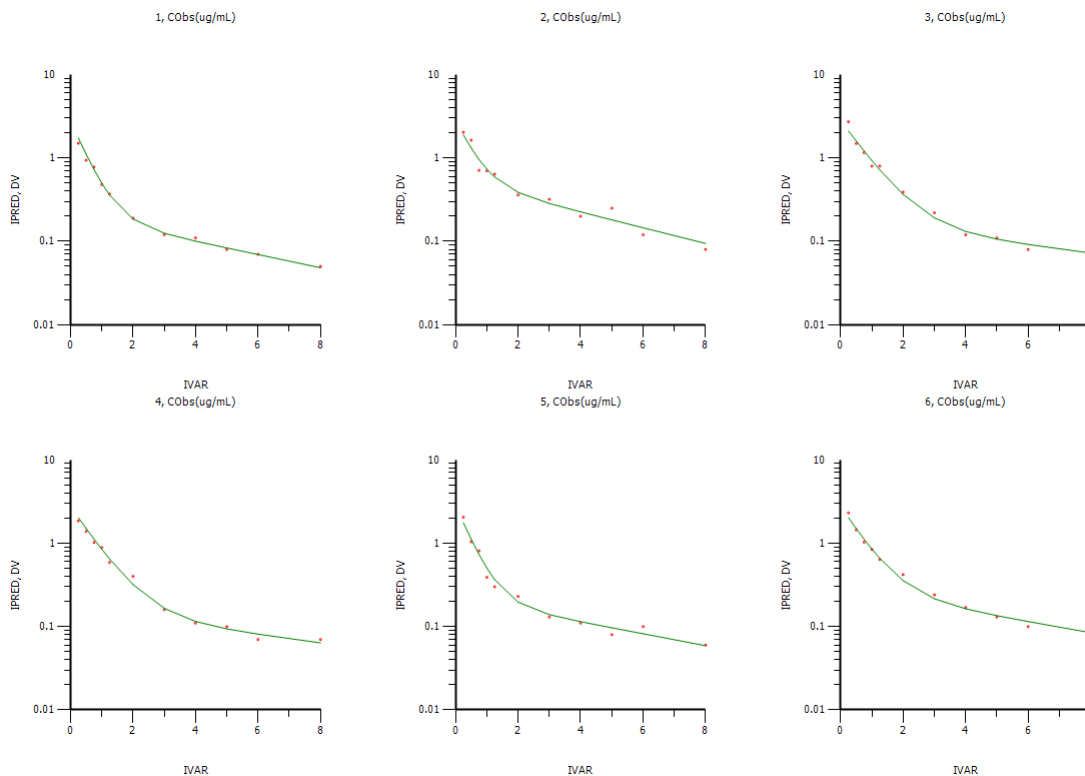 1, CObs(ug/mL)
2, CObs(ug/mL)
3, CObs(ug/mL)
10
1
0.1
0.01
IPRED, DV
0 2 4 6 8
IVAR
10
1
0.1
0.01
IPRED, DV
0 2 4 6 8
IVAR
10
1
0.1
0.01
IPRED, DV
0 2 4 6
IVAR
4, CObs(ug/mL)
5, CObs(ug/mL)
6, CObs(ug/mL)
10
1
0.1
0.01
IPRED, DV
0 2 4 6 8
IVAR
10
1
0.1
0.01
IPRED, DV
0 2 4 6 8
IVAR
10
1
0.1
0.01
IPRED, DV
0 2 4 6
IVAR